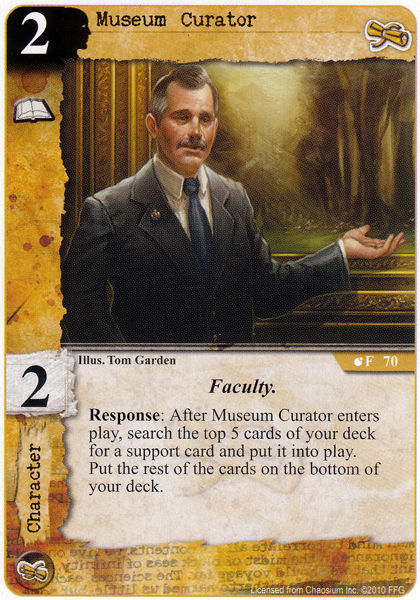 2
Museum Curator
Illus. Tom Garden
F 70
2
Faculty.
Response: After Museum Curator enters
play, search the top 5 cards of your deck
for a support card and put it into play.
Put the rest of the cards on the bottom of
your deck.
Character
Licensed from Chaosium Inc. ©2010 FFG